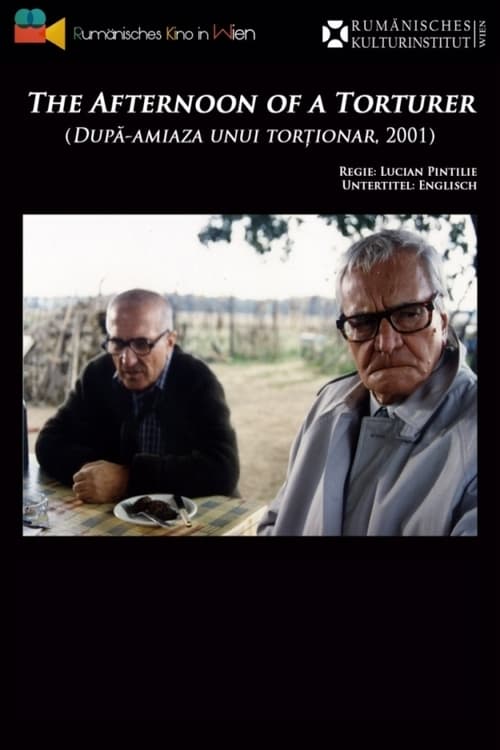 Rumänisches Kino in Wien
RUMÄNISCHES
KULTURINSTITUT
WIEN
THE AFTERNOON OF A TORTURER
(DUPĂ-AMIAZA UNUI TORȚIONAR, 2001)
REGIE: LUCIAN PINTILIE
UNTERTITEL: ENGLISCH